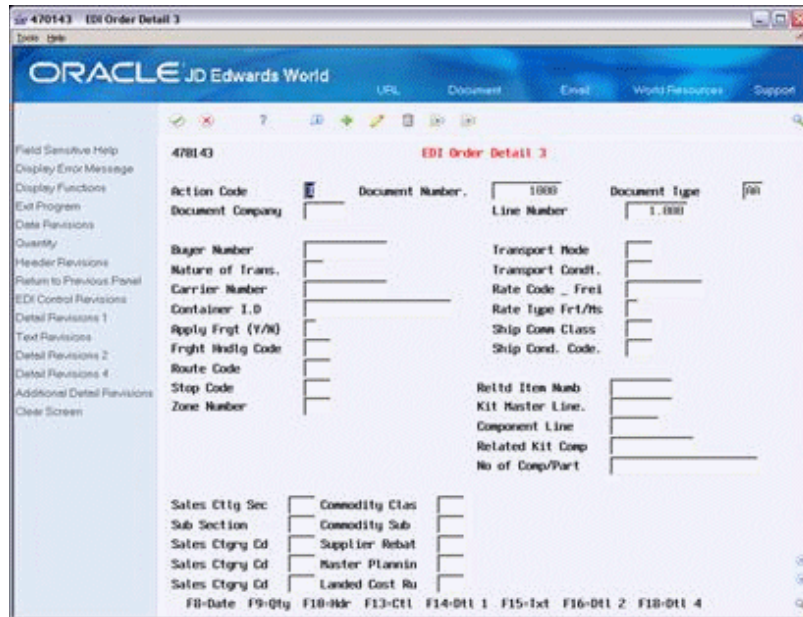 470143 EDI Order Detail 3
Tools Help
ORACLE JD Edwards World
URL Document Email World Resources Support
?
Field Sensitive Help
Display Error Message
Display Functions
Exit Program
Date Revisions
Quantity
Header Revisions
Return to Previous Panel
EDI Control Revisions
Detail Revisions 1
Text Revisions
Detail Revisions 2
Detail Revisions 4
Additional Detail Revisions
Clear Screen
470143 EDI Order Detail 3
Action Code I Document Number. 1000 Document Type AA
Document Company Line Number 1.000
Buyer Number Transport Mode
Nature of Trans. Transport Condt.
Carrier Number Rate Code _ Frei
Container I.D Rate Type Frt/Ms
Apply Frgt (Y/N) Ship Comm Class
Frght Hndlg Code Ship Cond. Code.
Route Code
Stop Code Reltd Item Numb
Zone Number Kit Master Line.
Component Line
Related Kit Comp
No of Comp/Part
Sales Ctlg Sec Commodity Clas
Sub Section Commodity Sub
Sales Ctgry Cd Supplier Rebat
Sales Ctgry Cd Master Plannin
Sales Ctgry Cd Landed Cost Ru
F8=Date F9=Qty F10=Hdr F13=Ctl F14=Dtl 1 F15=Txt F16=Dtl 2 F18=Dtl 4